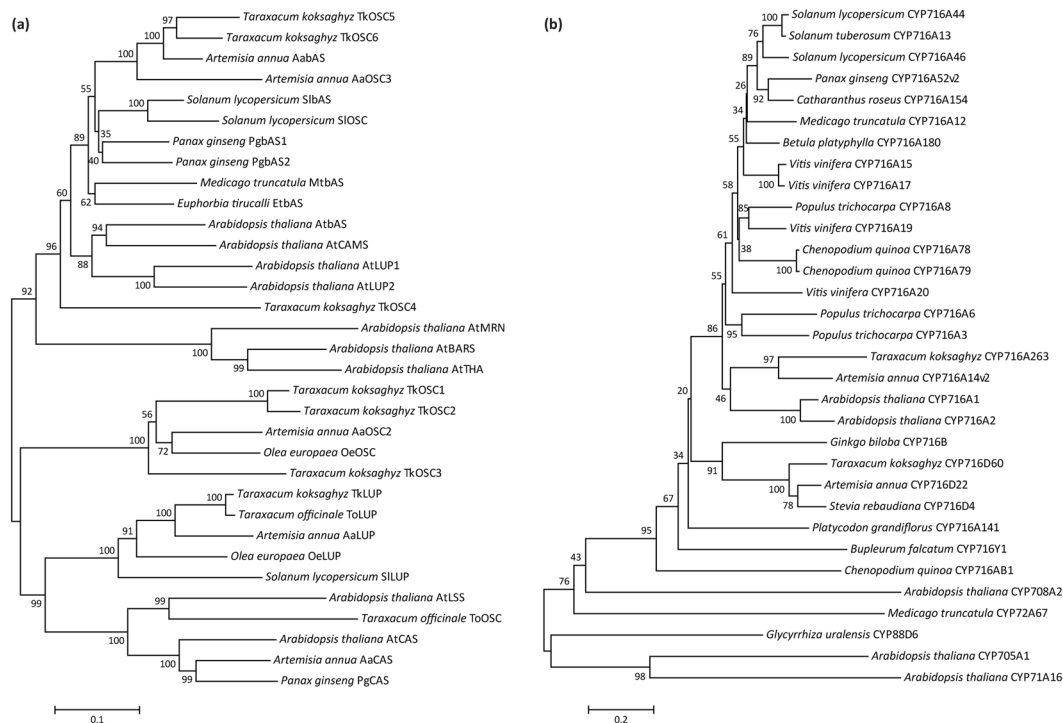 (a)
Taraxacum koksaghyz TkOSC5
Taraxacum koksaghyz TkOSC6
Artemisia annua AabAS
Artemisia annua AaOSC3
Solanum lycopersicum SlbAS
Solanum lycopersicum SlOSC
Panax ginseng PgbAS1
Panax ginseng PgbAS2
Medicago truncatula MtbAS
Euphorbia tirucalli EtbAS
Arabidopsis thaliana AtbAS
Arabidopsis thaliana AtCAMS
Arabidopsis thaliana AtLUP1
Arabidopsis thaliana AtLUP2
Taraxacum koksaghyz TkOSC4
Arabidopsis thaliana AtMRN
Arabidopsis thaliana AtBARS
Arabidopsis thaliana AtTHA
Taraxacum koksaghyz TkOSC1
Taraxacum koksaghyz TkOSC2
Artemisia annua AaOSC2
Olea europaea OeOSC
Taraxacum koksaghyz TkOSC3
Taraxacum koksaghyz TkLUP
Taraxacum officinale ToLUP
Artemisia annua AaLUP
Olea europaea OeLUP
Solanum lycopersicum SlLUP
Arabidopsis thaliana AtLSS
Taraxacum officinale ToOSC
Arabidopsis thaliana AtCAS
Artemisia annua AaCAS
Panax ginseng PgCAS
97
100
55
100
89
35
40
60
62
94
96
88
100
92
100
99
100
56
100
72
100
100
91
100
99
99
100
100
99
0.1
(b)
Solanum lycopersicum CYP716A44
Solanum tuberosum CYP716A13
Solanum lycopersicum CYP716A46
Panax ginseng CYP716A52v2
Catharanthus roseus CYP716A154
Medicago truncatula CYP716A12
Betula platyphylla CYP716A180
Vitis vinifera CYP716A15
Vitis vinifera CYP716A17
Populus trichocarpa CYP716A8
Vitis vinifera CYP716A19
Chenopodium quinoa CYP716A78
Chenopodium quinoa CYP716A79
Vitis vinifera CYP716A20
Populus trichocarpa CYP716A6
Populus trichocarpa CYP716A3
Taraxacum koksaghyz CYP716A263
Artemisia annua CYP716A14v2
Arabidopsis thaliana CYP716A1
Arabidopsis thaliana CYP716A2
Ginkgo biloba CYP716B
Taraxacum koksaghyz CYP716D60
Artemisia annua CYP716D22
Stevia rebaudiana CYP716D4
Platycodon grandiflorus CYP716A141
Bupleurum falcatum CYP716Y1
Chenopodium quinoa CYP716AB1
Arabidopsis thaliana CYP708A2
Medicago truncatula CYP72A67
Glycyrrhiza uralensis CYP88D6
Arabidopsis thaliana CYP705A1
Arabidopsis thaliana CYP71A16
100
76
89
26
92
34
55
100
58
85
61
38
100
55
95
86
97
20
46
100
34
91
100
78
67
95
43
76
98
0.2